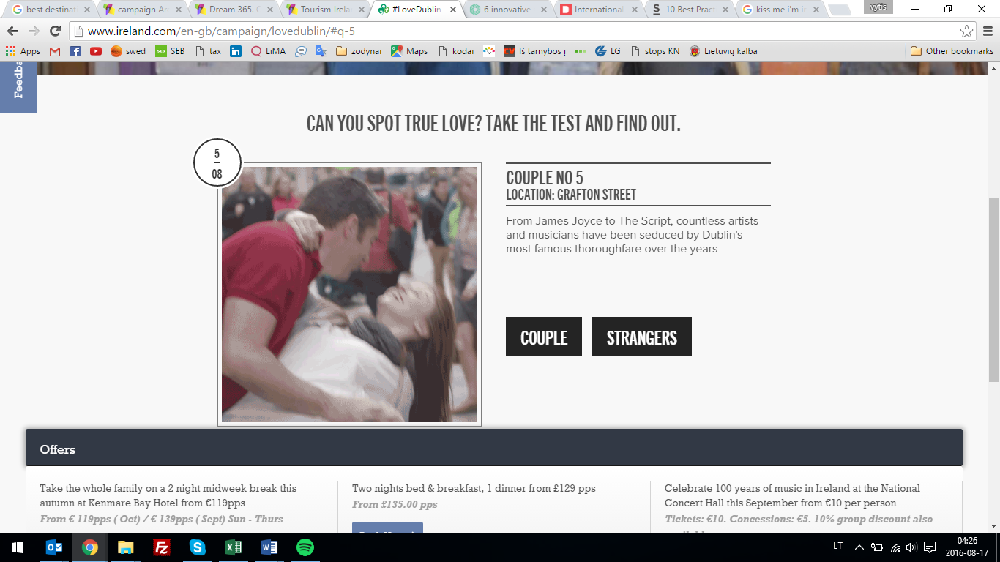 best destinat
campaign Ar
Dream 365. C
Tourism Irela
#LoveDublin
6 innovative
International
10 Best Pract
kiss me i'm ir
vytis
www.ireland.com/en-gb/campaign/lovedublin/#q-5
Apps
swed
SEB
tax
LiMA
zodynai
Maps
kodai
Iš tarnybos į
LG
stops KN
Lietuvių kalba
Other bookmarks
Feedba
CAN YOU SPOT TRUE LOVE? TAKE THE TEST AND FIND OUT.
5
08
COUPLE NO 5
LOCATION: GRAFTON STREET
From James Joyce to The Script, countless artists
and musicians have been seduced by Dublin's
most famous thoroughfare over the years.
COUPLE
STRANGERS
Offers
Take the whole family on a 2 night midweek break this
autumn at Kenmare Bay Hotel from €119pps
From € 119pps ( Oct) / € 139pps ( Sept) Sun - Thurs
Two nights bed & breakfast, 1 dinner from £129 pps
From £135.00 pps
Celebrate 100 years of music in Ireland at the National
Concert Hall this September from €10 per person
Tickets: €10. Concessions: €5. 10% group discount also
LT
04:26
2016-08-17